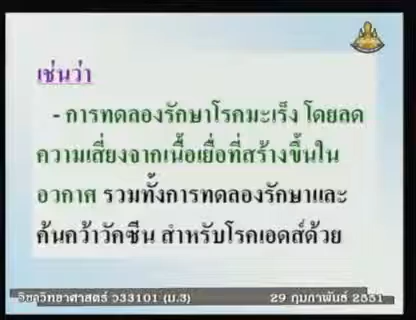 เช่นว่า
- การทดลองรักษาโรคมะเร็ง โดยลด
ความเสี่ยงจากเนื้อเยื่อที่สร้างขึ้นใน
อวกาศ รวมทั้งการทดลองรักษาและ
ค้นคว้าวัคซีน สำหรับโรคเอดส์ด้วย
วิชาวิทยาศาสตร์ ว33101 (ม.3) 29 กุมภาพันธ์ 2551